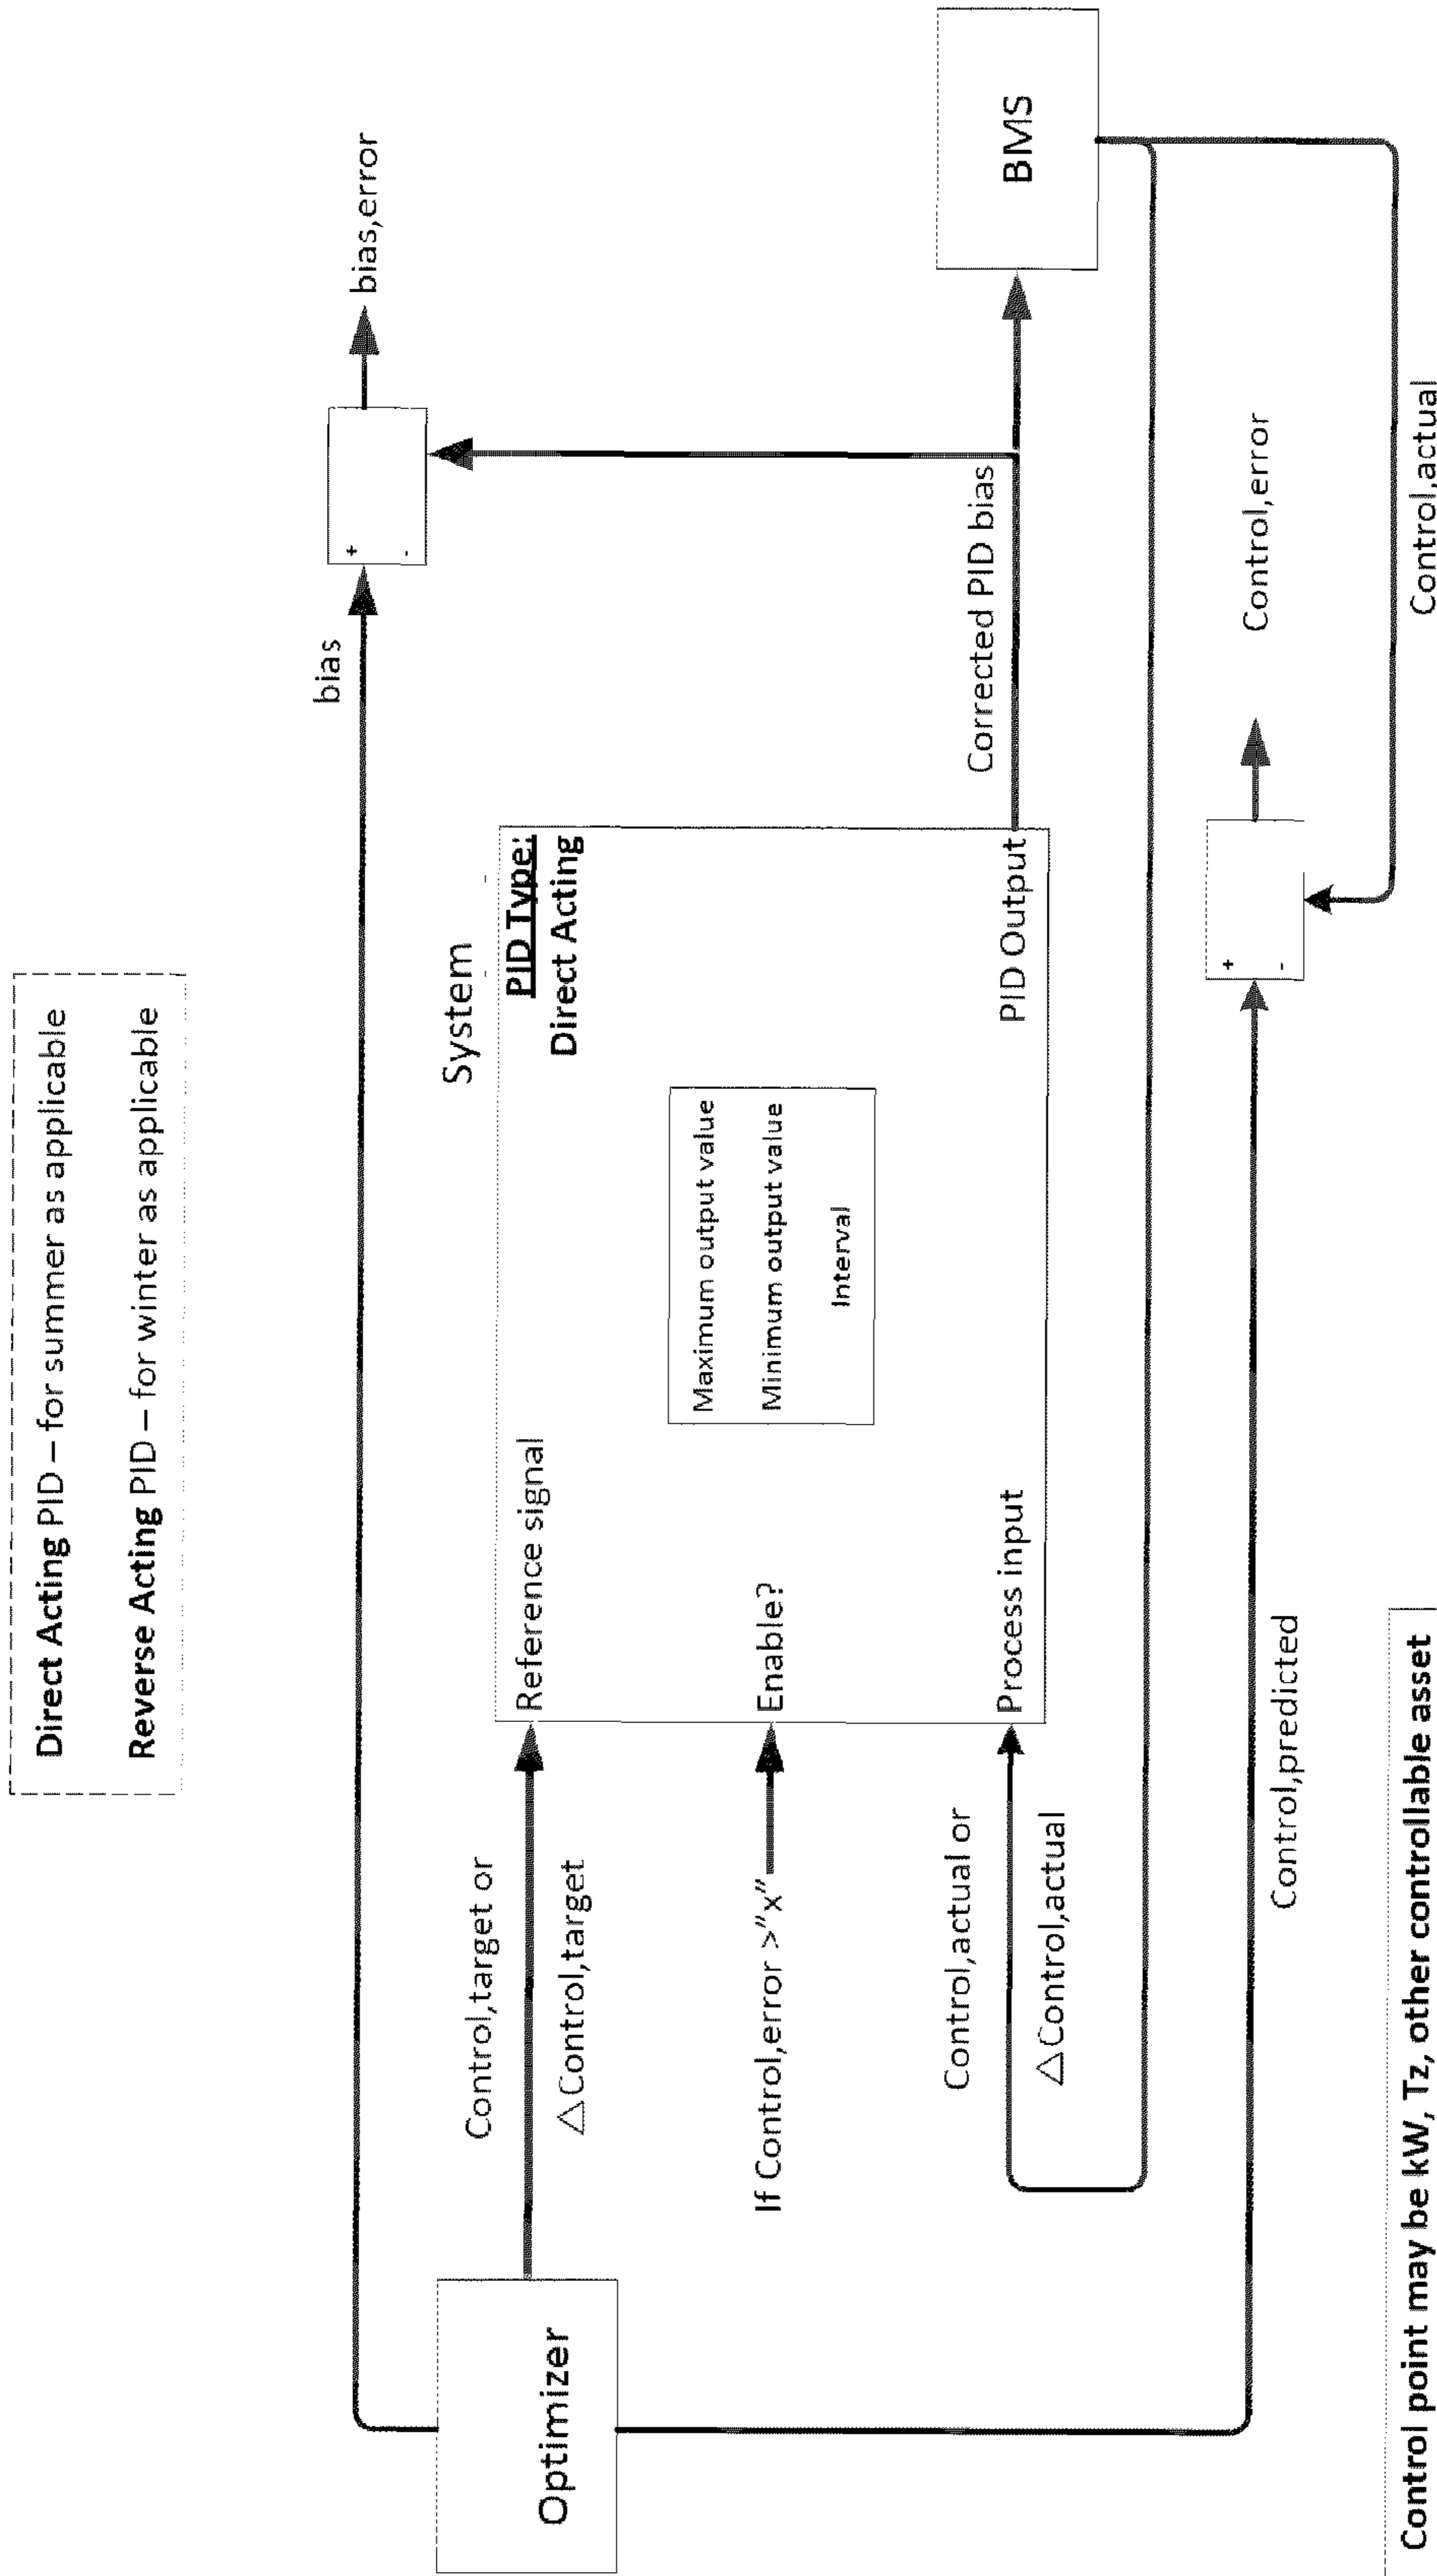 Direct Acting PID – for summer as applicable
Reverse Acting PID – for winter as applicable
bias
+
-
bias,error
System
Optimizer
Control,target or
△Control,target
Reference signal
PID Type:
Direct Acting
If Control,error >"x"
Enable?
Maximum output value
Minimum output value
Interval
Control,actual or
△Control,actual
Process input
PID Output
Corrected PID bias
BMS
Control,predicted
+
-
Control,error
Control,actual
Control point may be kW, Tz, other controllable asset